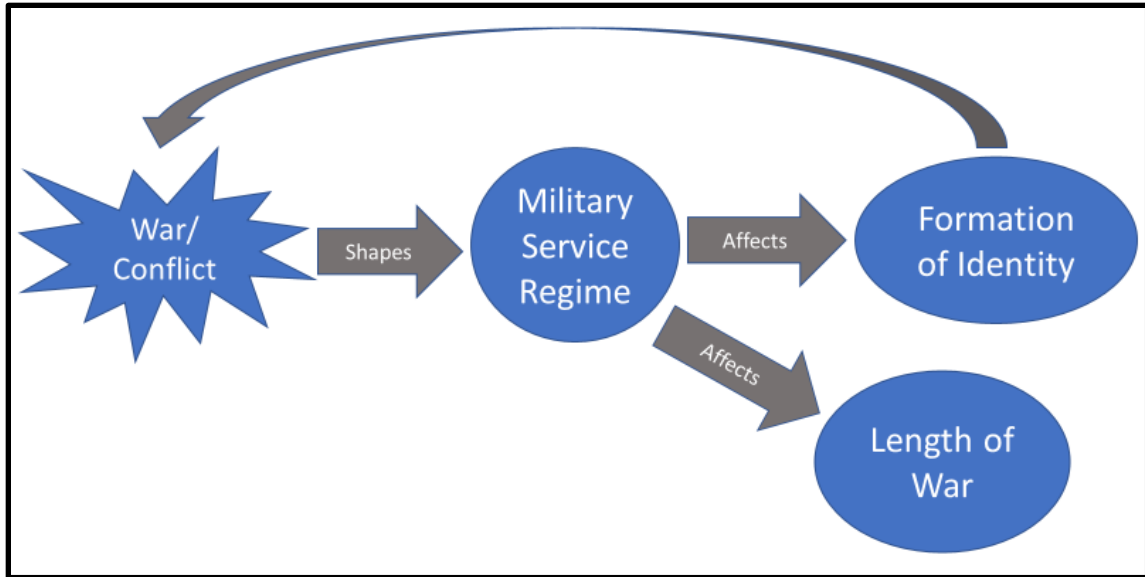 War/
Conflict
Shapes
Military
Service
Regime
Affects
Formation
of Identity
Affects
Length of
War